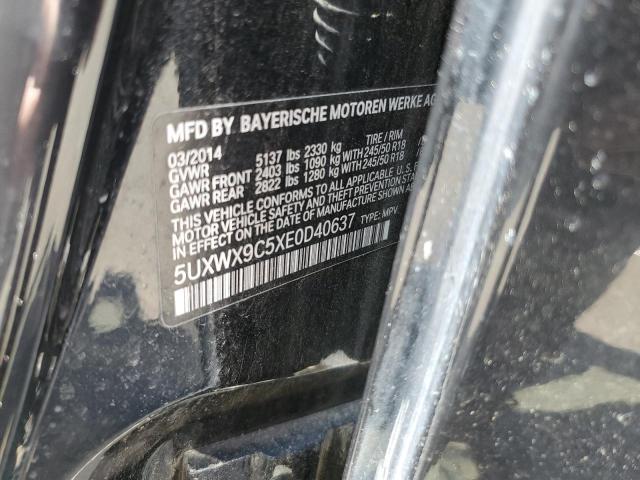 MFD BY BAYERISCHE MOTOREN WERKE AG
03/2014 TIRE / RIM
GVWR 5137 lbs 2330 kg
GAWR FRONT 2403 lbs 1090 kg WITH 245/50 R18
GAWR REAR 2822 lbs 1280 kg WITH 245/50 R18
THIS VEHICLE CONFORMS TO ALL APPLICABLE U.S. F
MOTOR VEHICLE SAFETY AND THEFT PREVENTION
IN EFFECT ON THE DATE OF MANUFACTURE
5UXWX9C5XE0D40637 TYPE: MPV